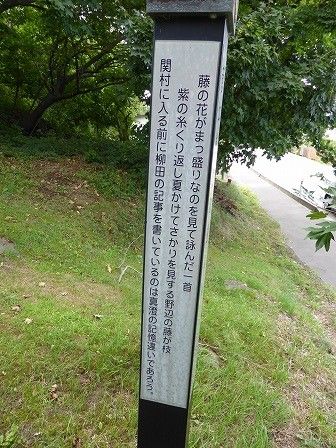 藤の花がまっ盛りなのを見て詠んだ一首
紫の糸くり返し夏かけてさかりを見する野辺の藤が枝
関村に入る前に柳田の記事を書いているのは真澄の記憶違いであろう。